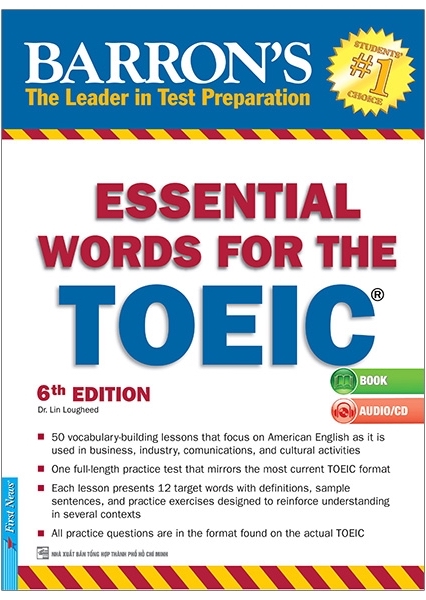 BARRON'S
The Leader in Test Preparation
STUDENTS'
#1
CHOICE
ESSENTIAL
WORDS FOR THE
TOEIC®
6th EDITION
Dr. Lin Lougheed
BOOK
AUDIO/CD
50 vocabulary-building lessons that focus on American English as it is
used in business, industry, comunications, and cultural activities
One full-length practice test that mirrors the most current TOEIC format
Each lesson presents 12 target words with definitions, sample
sentences, and practice exercises designed to reinforce understanding
in several contexts
All practice questions are in the format found on the actual TOEIC
First News
NHÀ XUẤT BẢN TỔNG HỢP THÀNH PHỐ HỒ CHÍ MINH